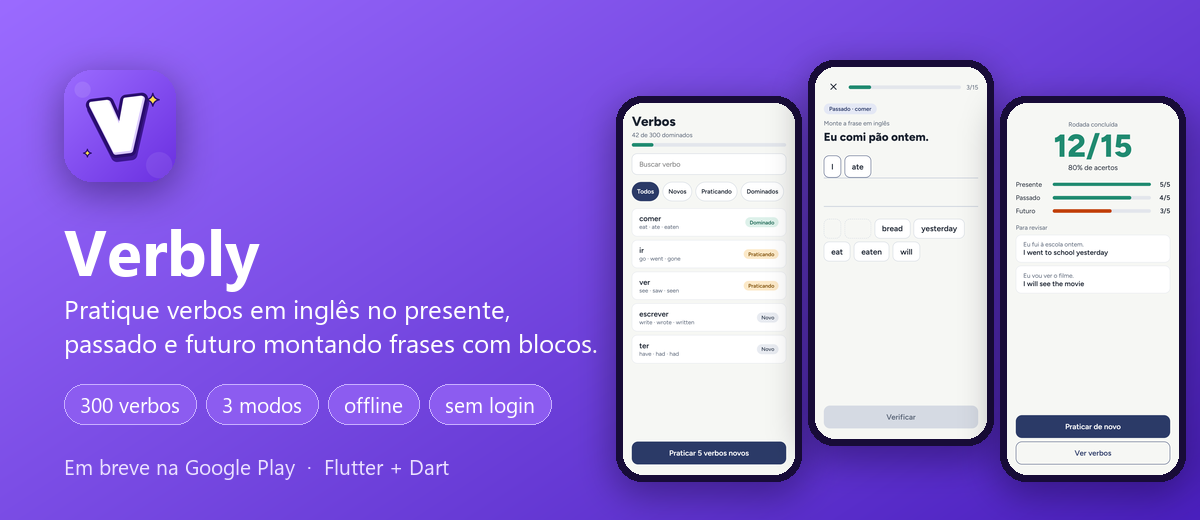 V
Verbly
Pratique verbos em inglês no presente,
passado e futuro montando frases com blocos.
300 verbos
3 modos
offline
sem login
Em breve na Google Play · Flutter + Dart
Verbos
42 de 300 dominados
Buscar verbo
Todos
Novos
Praticando
Dominados
comer
eat · ate · eaten
Dominado
ir
go · went · gone
Praticando
ver
see · saw · seen
Praticando
escrever
write · wrote · written
Novo
ter
have · had · had
Novo
Praticar 5 verbos novos
✕
3/15
Passado · comer
Monte a frase em inglês
Eu comi pão ontem.
I
ate
bread
yesterday
eat
eaten
will
Verificar
Rodada concluída
12/15
80% de acertos
Presente
5/5
Passado
4/5
Futuro
3/5
Para revisar
Eu fui à escola ontem.
I went to school yesterday
Eu vou ver o filme.
I will see the movie
Praticar de novo
Ver verbos